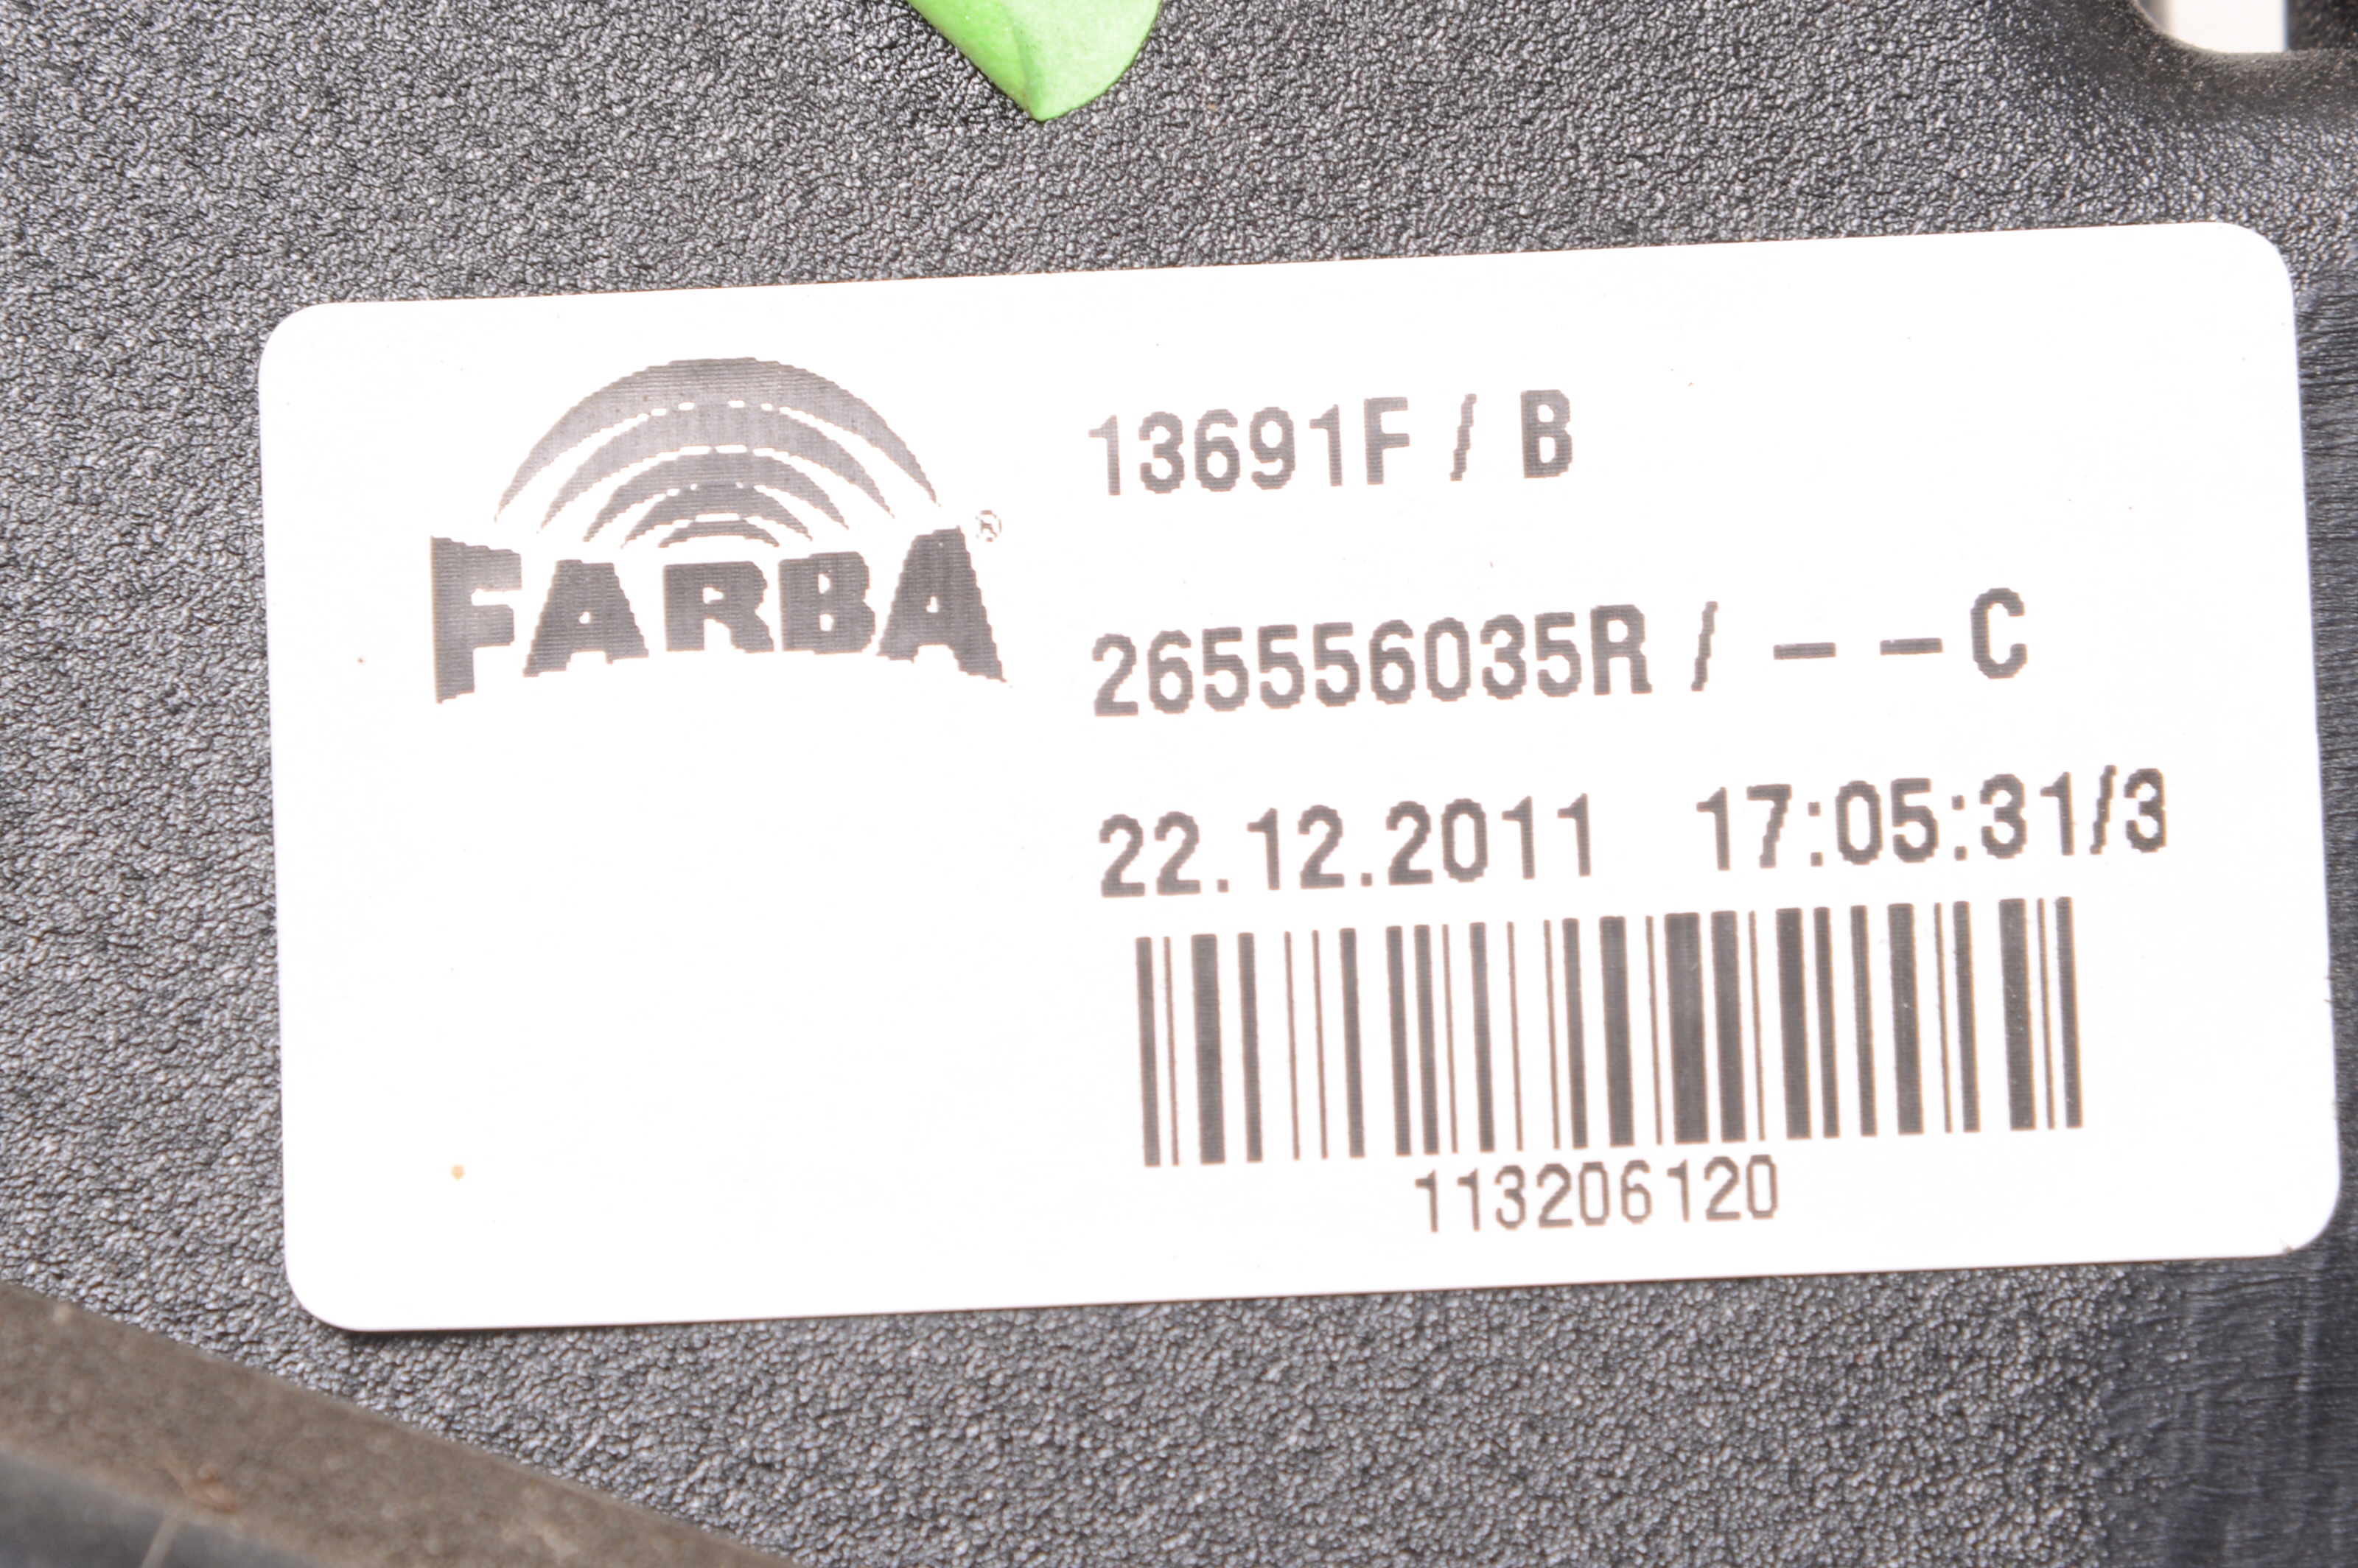 FARBA®
13691F / B
265556035R / – – C
22.12.2011 17:05:31/3
113206120